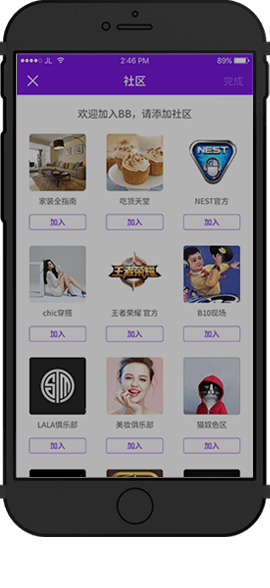 JL 2:46 PM 89%
社区 完成
欢迎加入BB，请添加社区
NEST
家装全指南 吃货天堂 NEST官方
加入 加入 加入
王者荣耀
chic穿搭 王者荣耀 官方 B10现场
加入 加入 加入
LALA俱乐部 美妆俱乐部 猫奴色区
加入 加入 加入